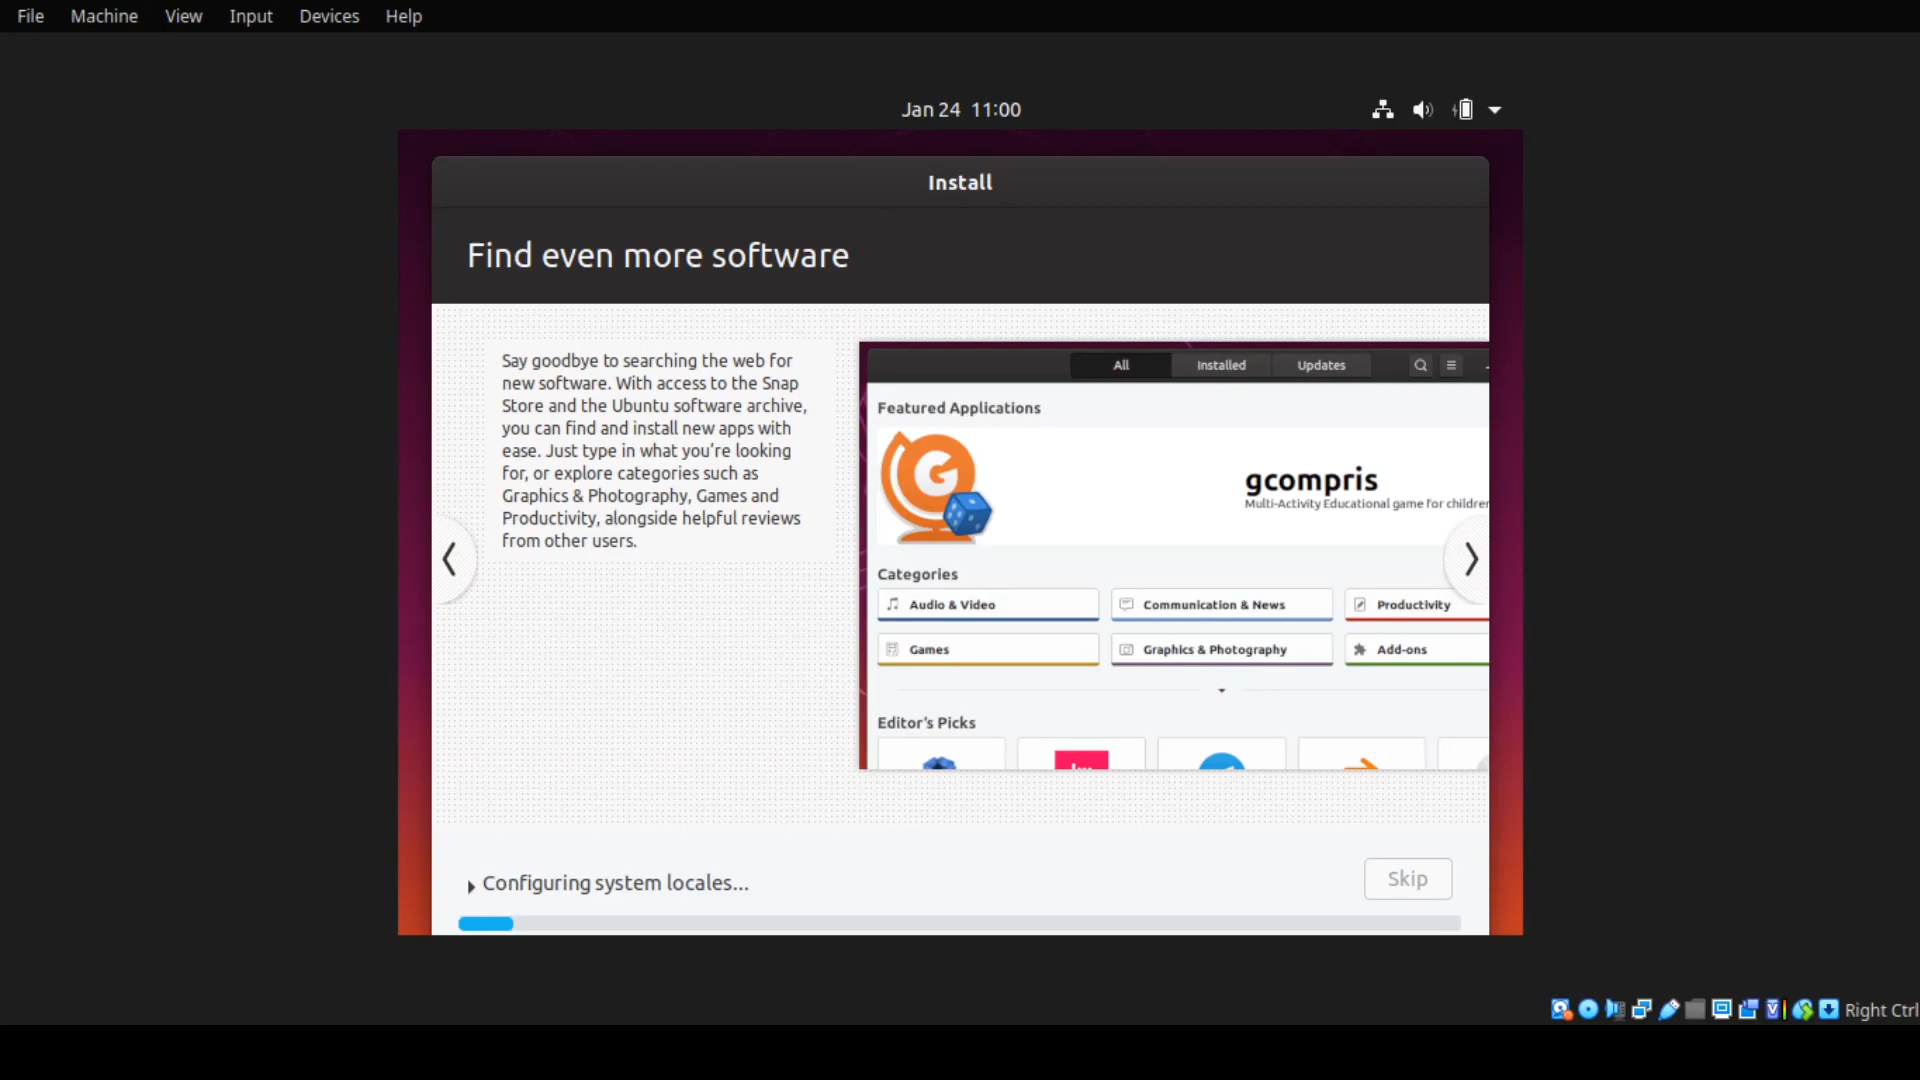 File Machine View Input Devices Help
Jan 24 11:00
Install
Find even more software
Say goodbye to searching the web for
new software. With access to the Snap
Store and the Ubuntu software archive,
you can find and install new apps with
ease. Just type in what you're looking
for, or explore categories such as
Graphics & Photography, Games and
Productivity, alongside helpful reviews
from other users.
All Installed Updates
Featured Applications
gcompris
Multi-Activity Educational game for children
Categories
Audio & Video Communication & News Productivity
Games Graphics & Photography Add-ons
Editor's Picks
Configuring system locales...
Skip
Right Ctrl